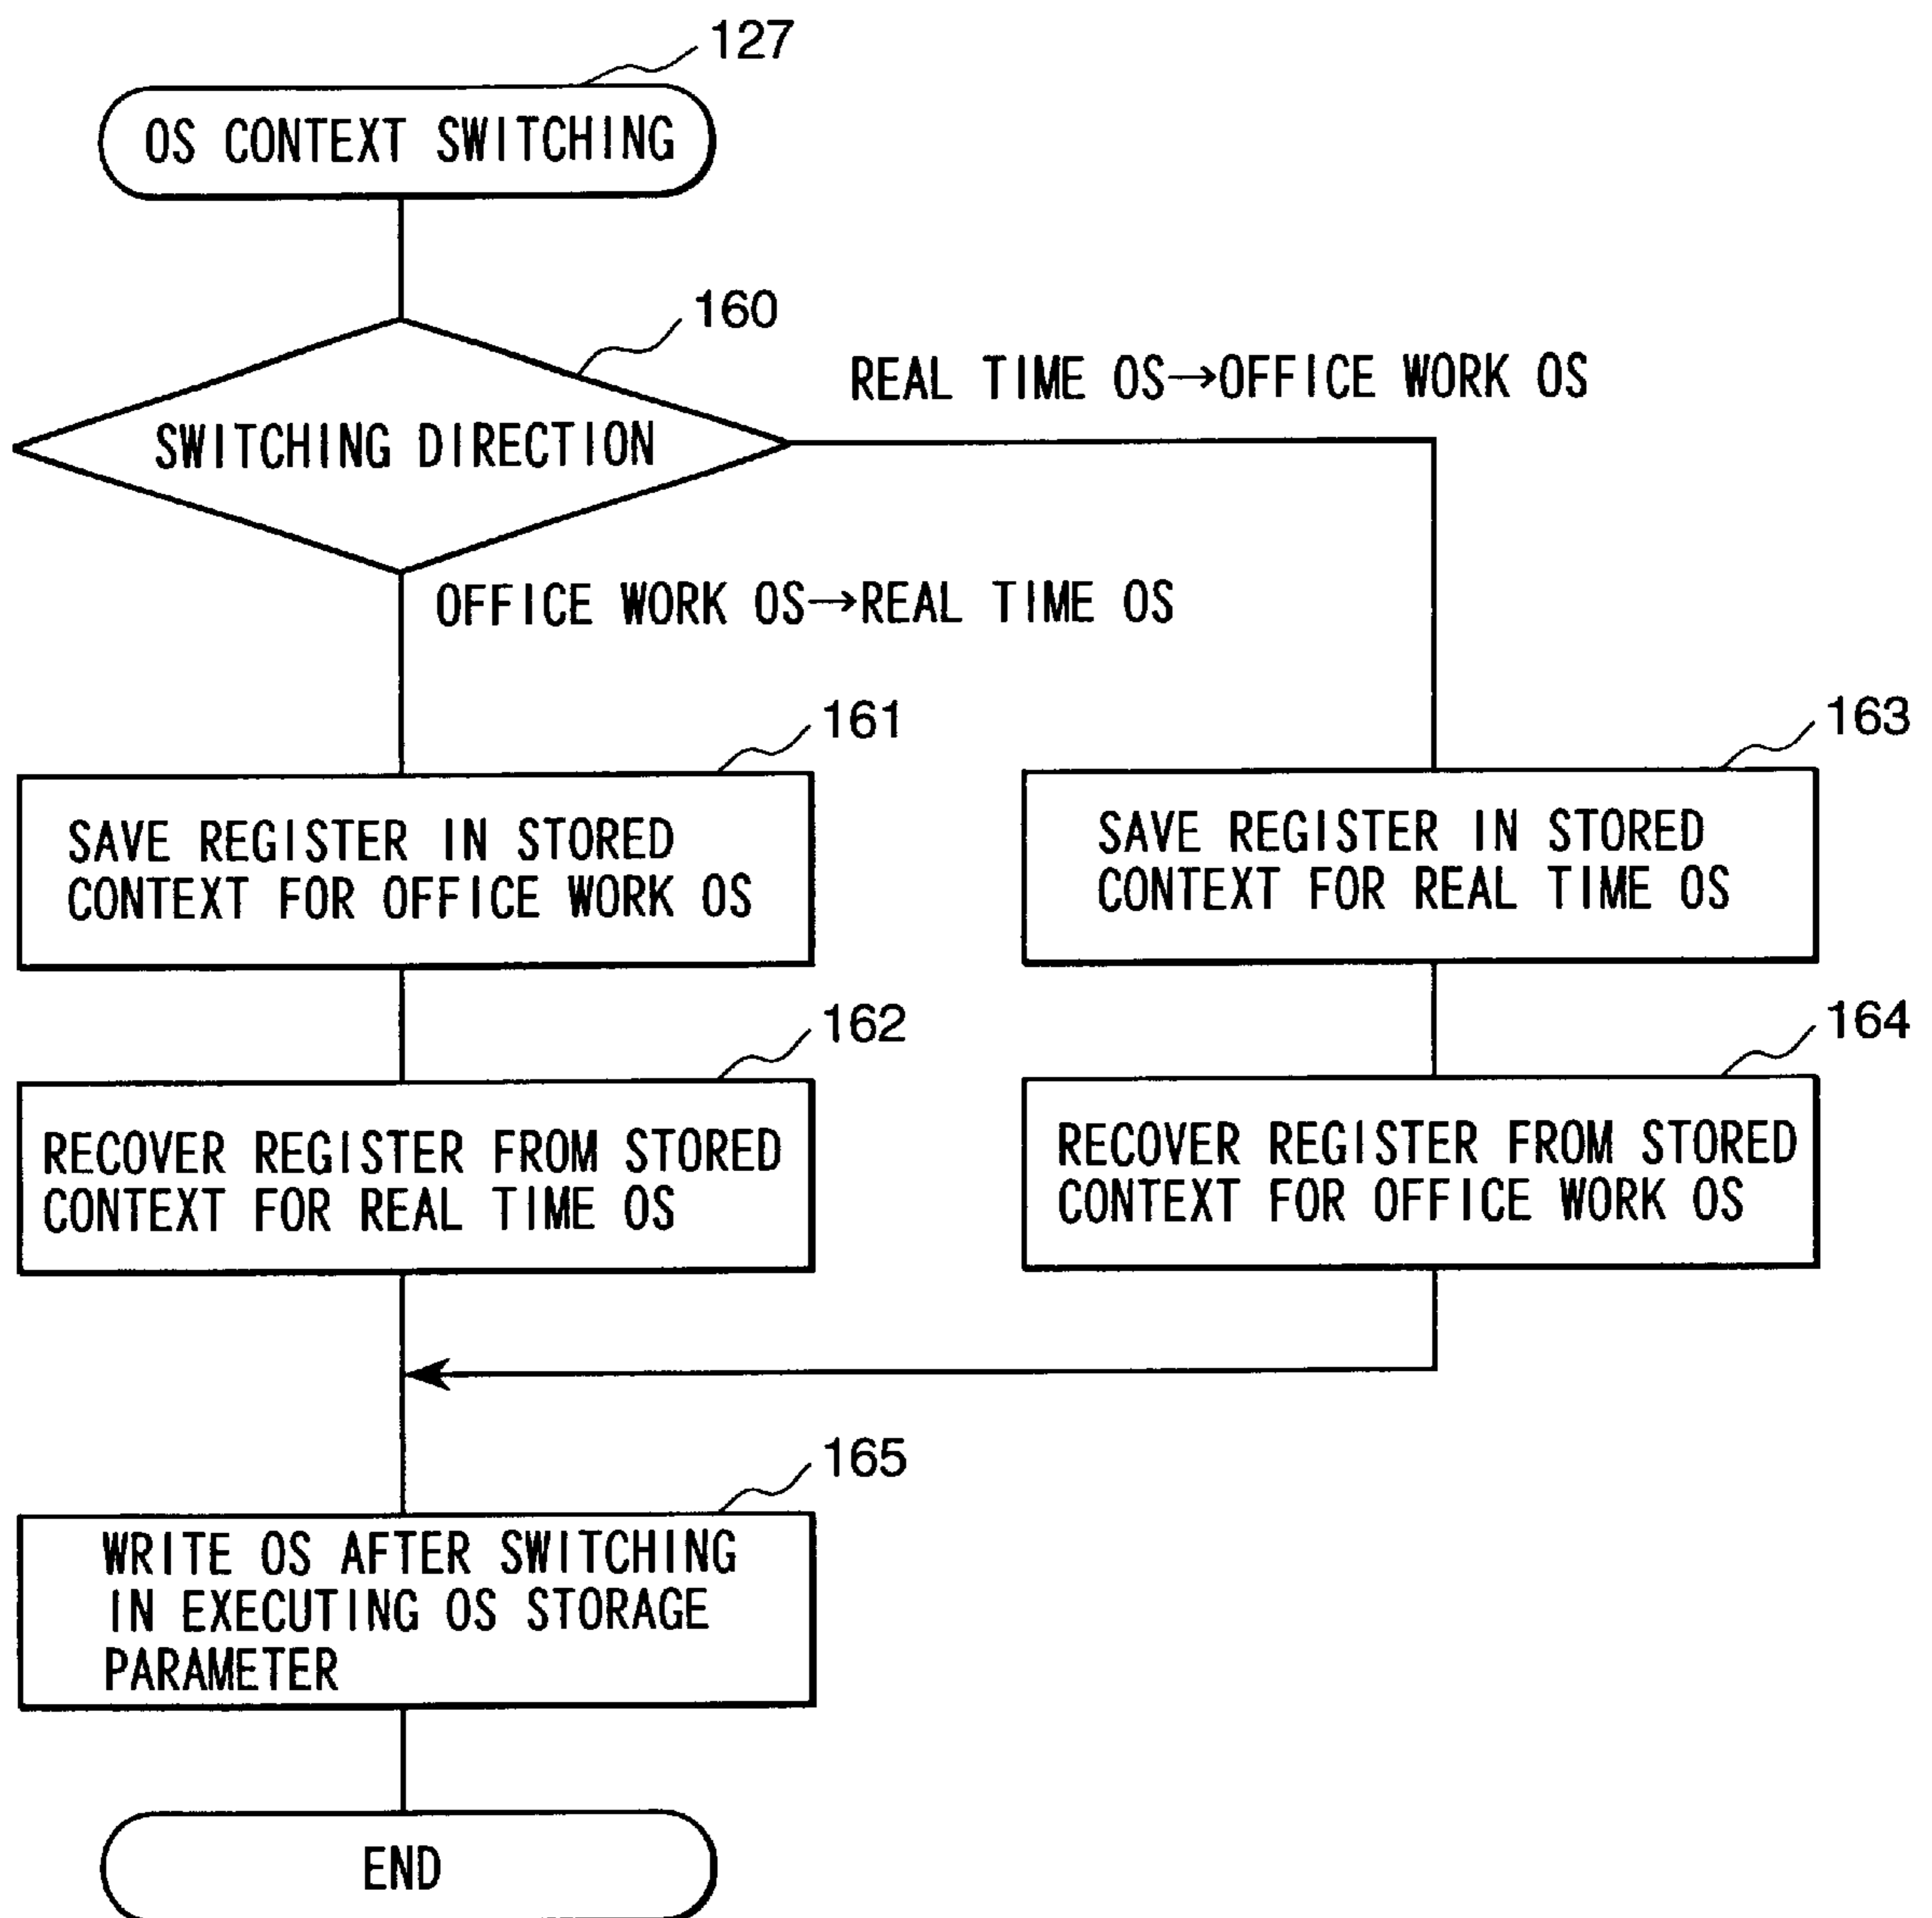 127
OS CONTEXT SWITCHING
160
REAL TIME OS→OFFICE WORK OS
SWITCHING DIRECTION
OFFICE WORK OS→REAL TIME OS
161
SAVE REGISTER IN STORED
CONTEXT FOR OFFICE WORK OS
163
SAVE REGISTER IN STORED
CONTEXT FOR REAL TIME OS
162
RECOVER REGISTER FROM STORED
CONTEXT FOR REAL TIME OS
164
RECOVER REGISTER FROM STORED
CONTEXT FOR OFFICE WORK OS
165
WRITE OS AFTER SWITCHING
IN EXECUTING OS STORAGE
PARAMETER
END